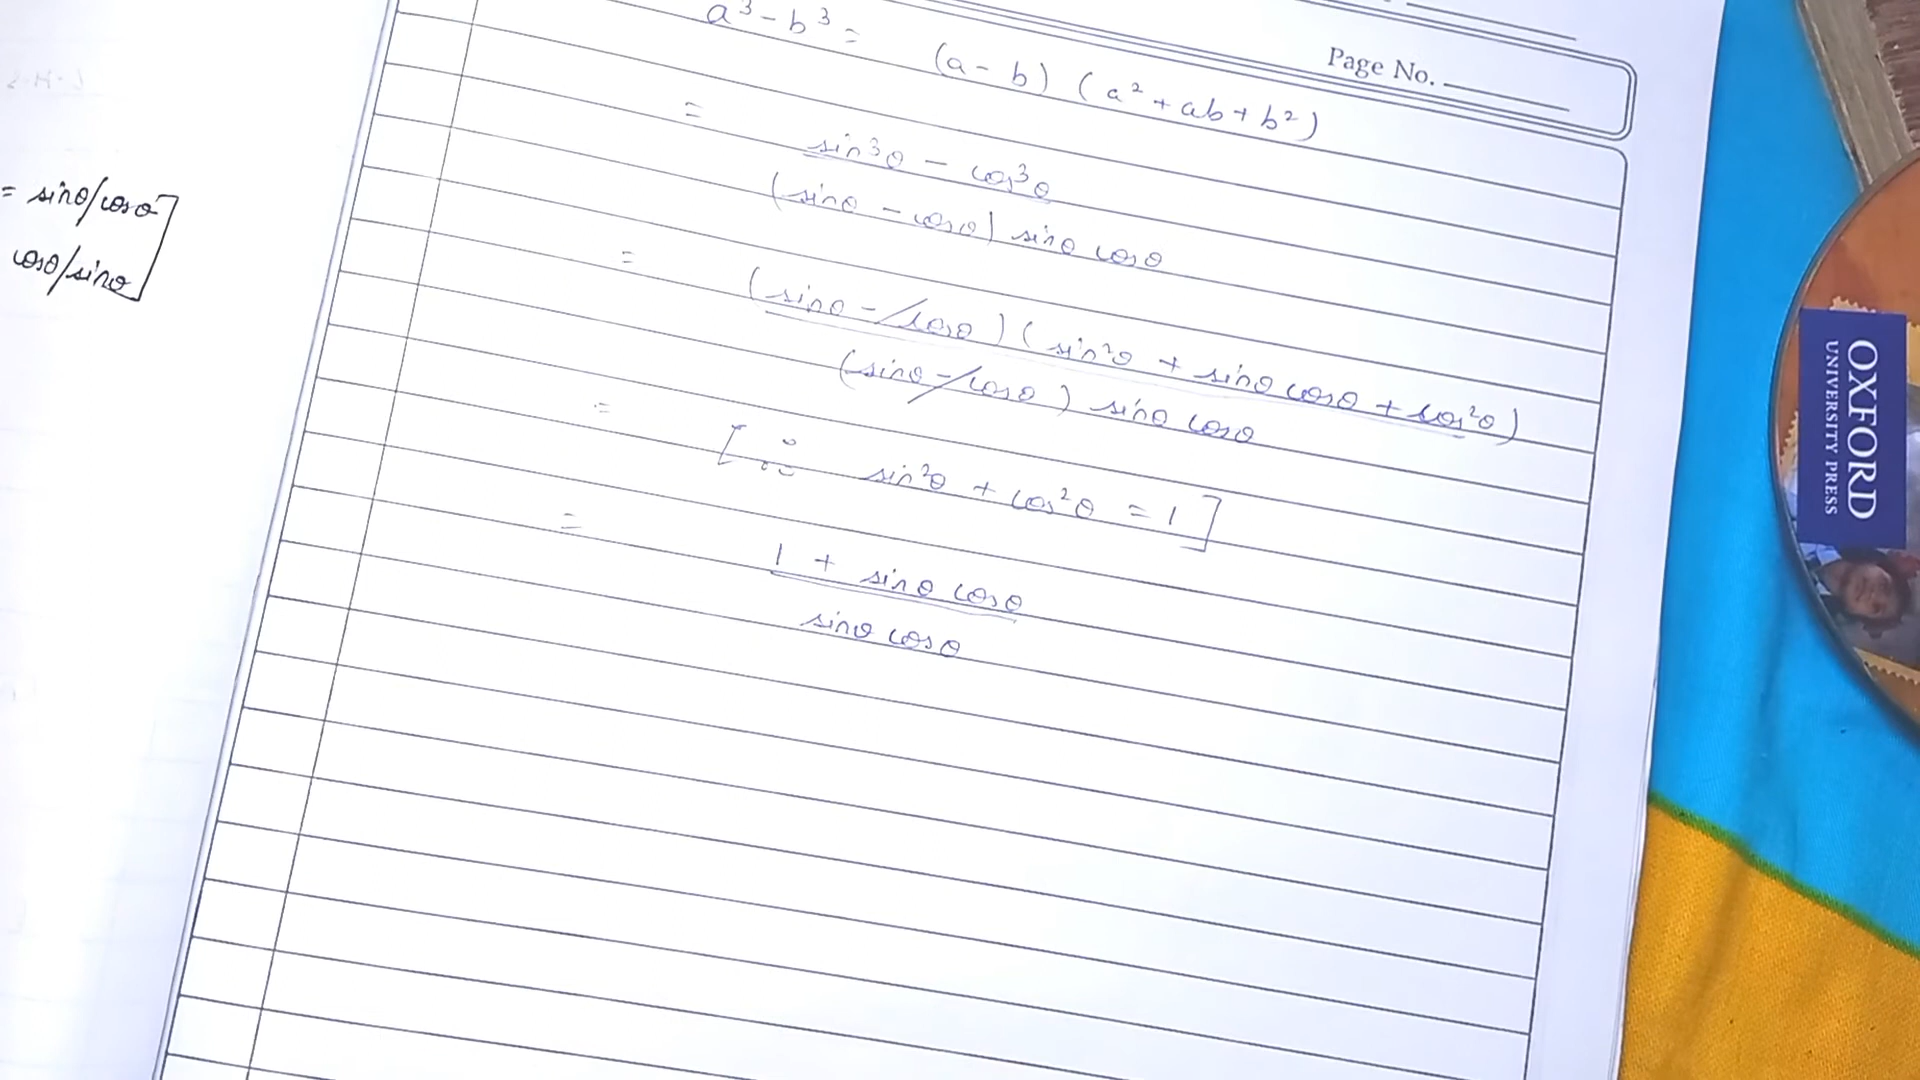 Page No.
a³ - b³ = (a - b) (a² + ab + b²)
= sin³θ - cos³θ
(sinθ - cosθ) sinθ cosθ
= sinθ/cosθ]
cosθ/sinθ]
= (sinθ - cosθ) (sin²θ + sinθ cosθ + cos²θ)
(sinθ - cosθ) sinθ cosθ
= [∵ sin²θ + cos²θ = 1]
= 1 + sinθ cosθ
sinθ cosθ
OXFORD
UNIVERSITY PRESS